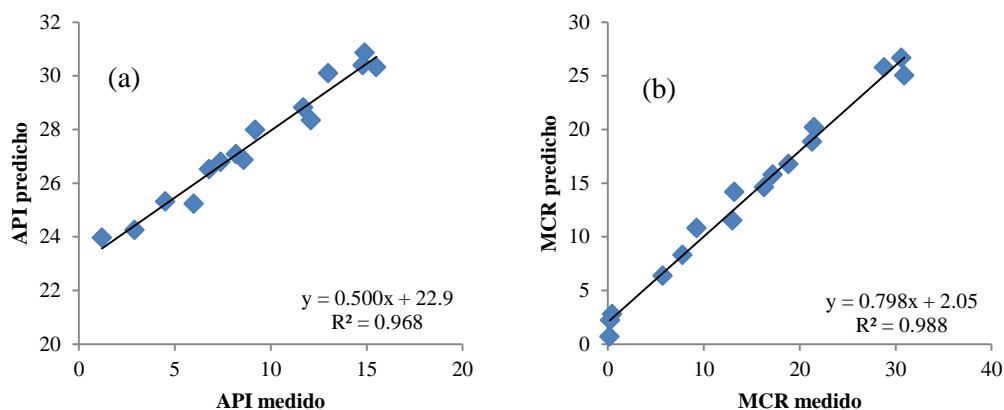 (a)
API predicho
32
30
28
26
24
22
20
y = 0.500x + 22.9
R² = 0.968
0 5 10 15 20
API medido
(b)
MCR predicho
30
25
20
15
10
5
0
y = 0.798x + 2.05
R² = 0.988
0 10 20 30 40
MCR medido